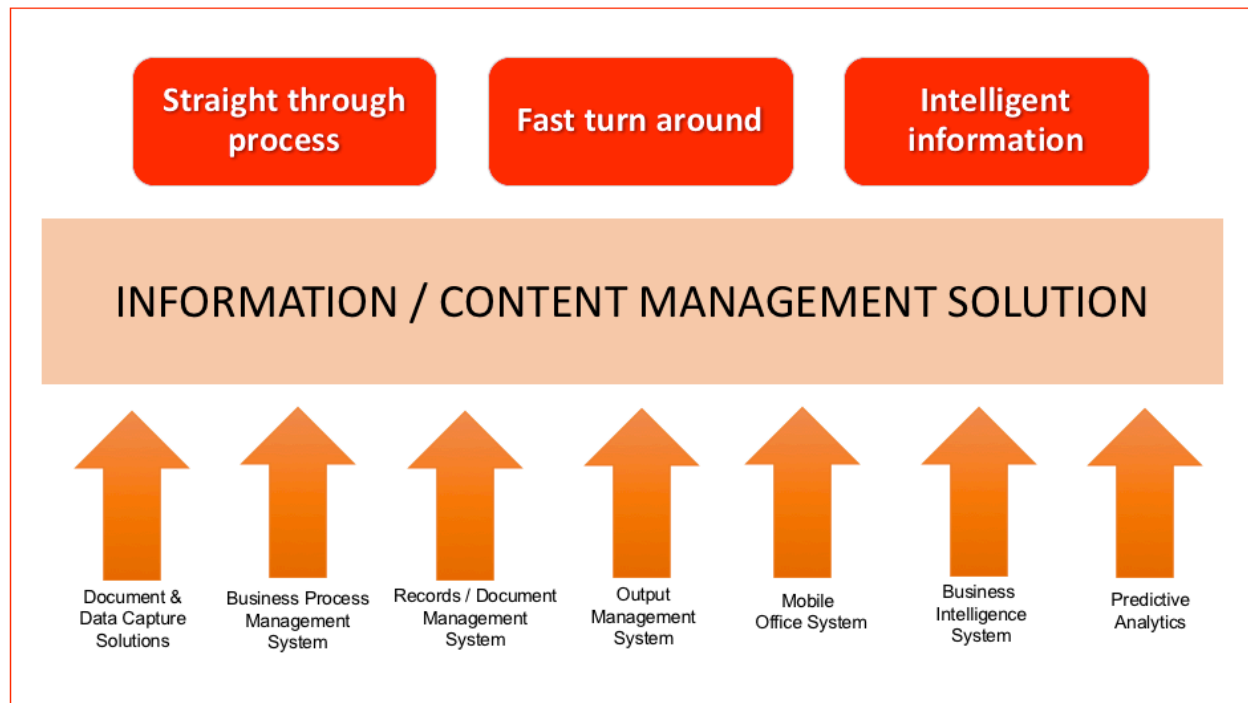 Straight through
process
Fast turn around
Intelligent
information
INFORMATION / CONTENT MANAGEMENT SOLUTION
Document &
Data Capture
Solutions
Business Process
Management
System
Records / Document
Management
System
Output
Management
System
Mobile
Office System
Business
Intelligence
System
Predictive
Analytics